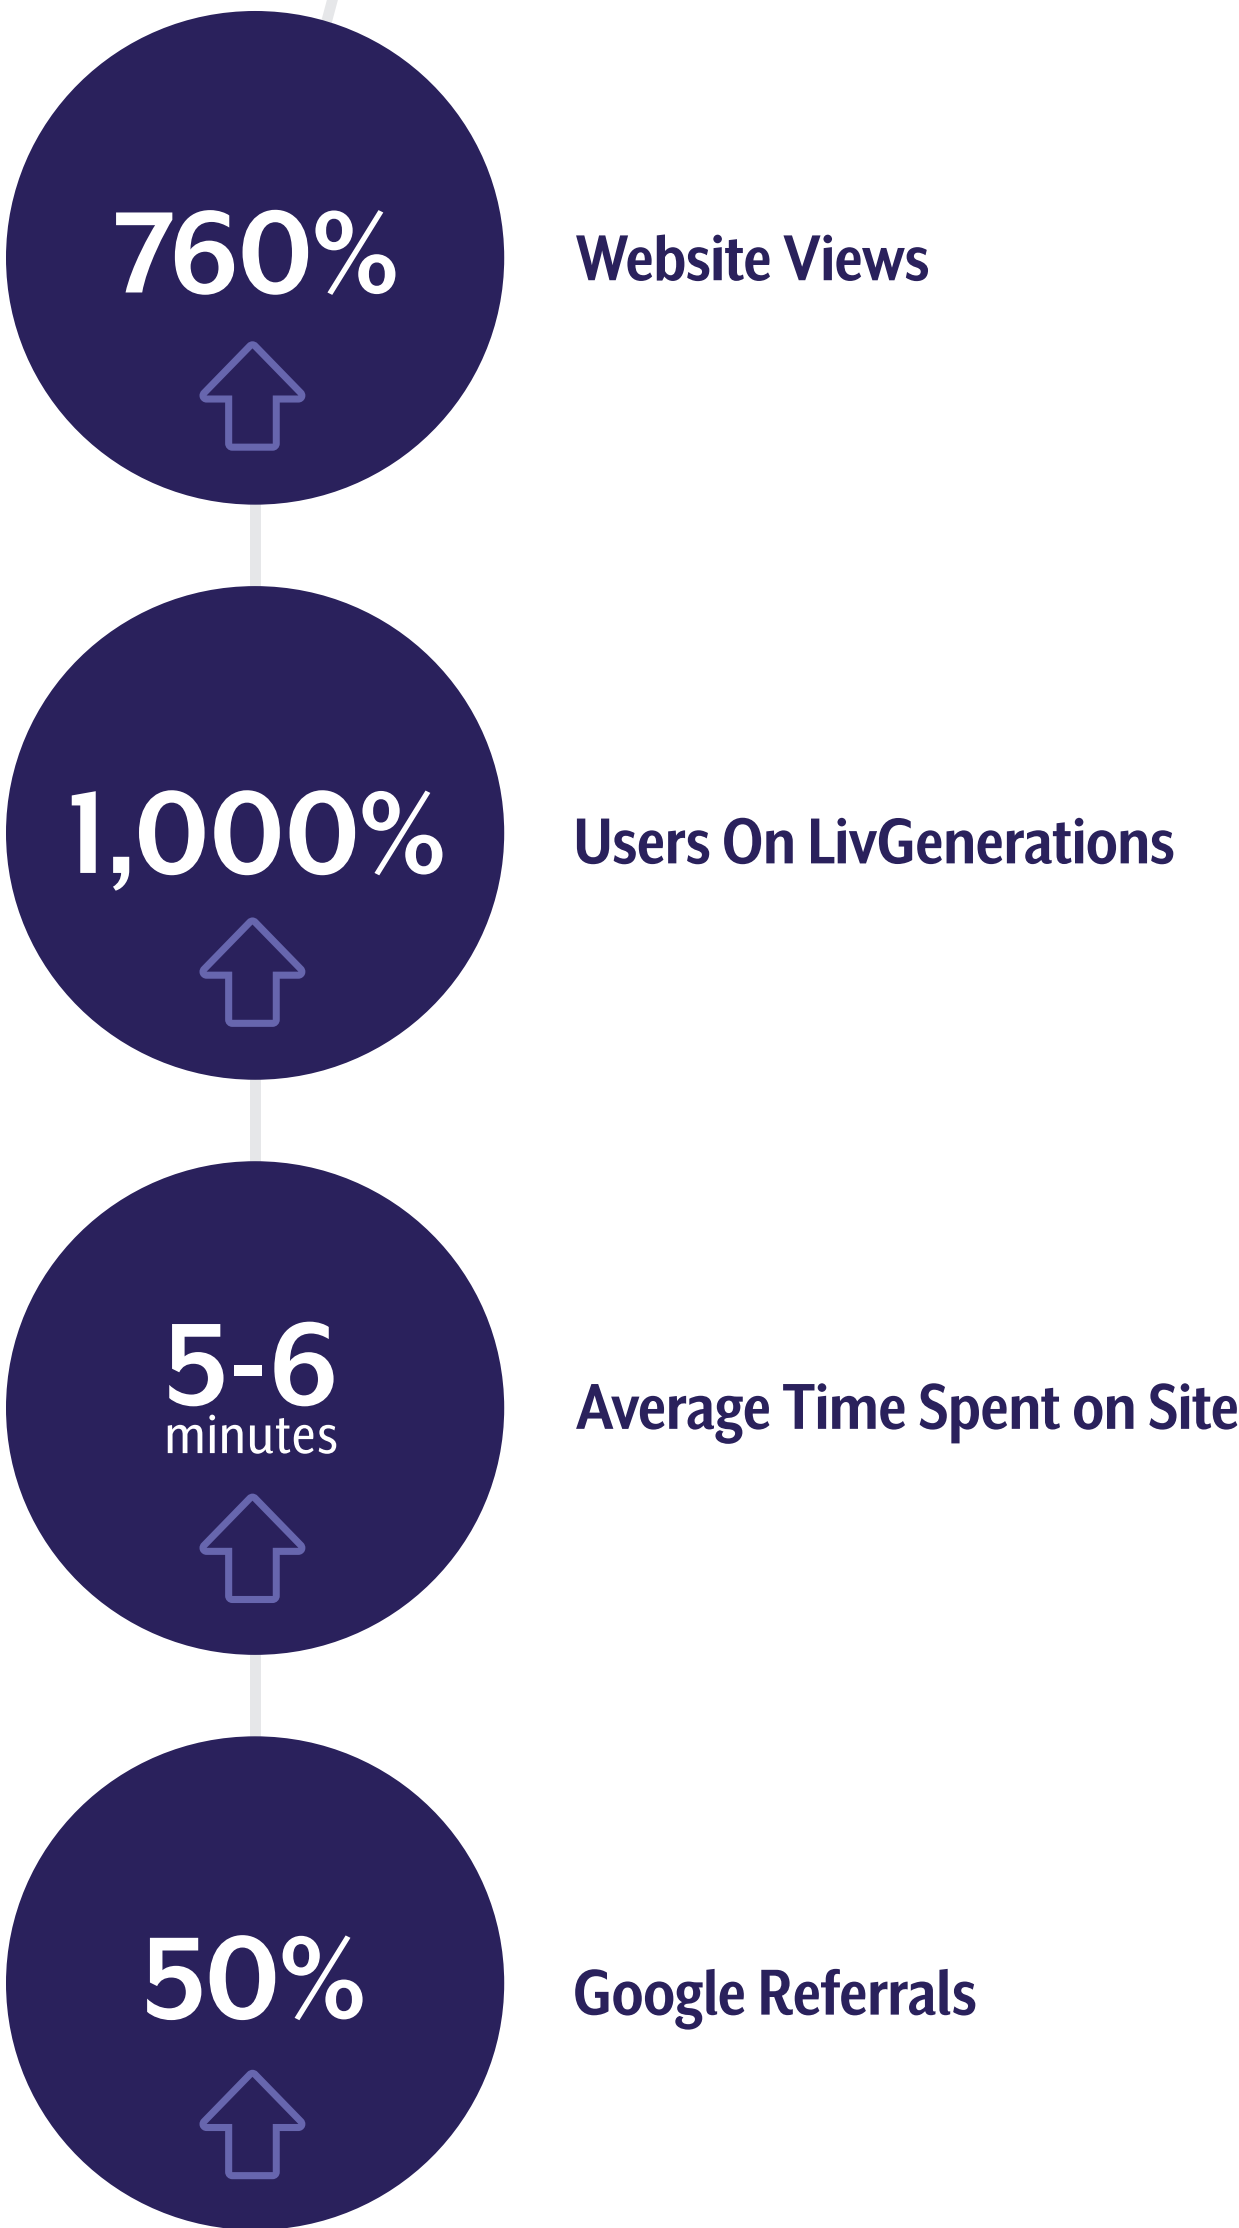 760%
Website Views
1,000%
Users On LivGenerations
5-6
minutes
Average Time Spent on Site
50%
Google Referrals